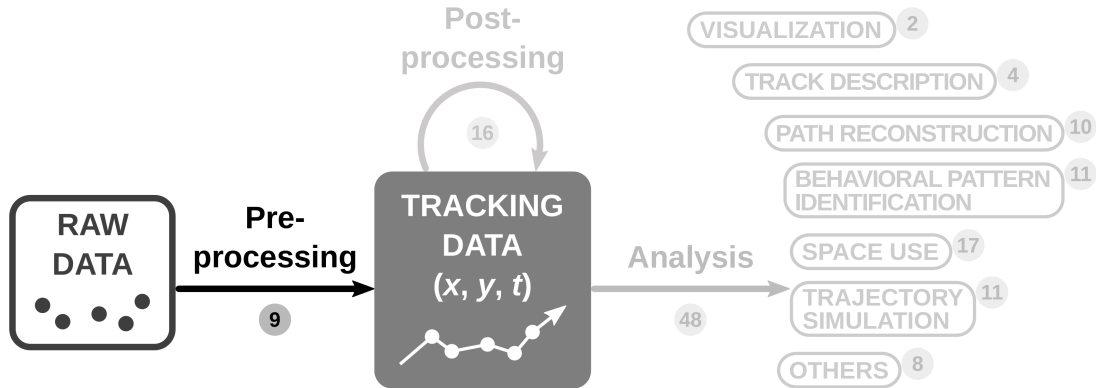 Post-
processing
16
RAW
DATA
Pre-
processing
9
TRACKING
DATA
(x, y, t)
Analysis
48
VISUALIZATION 2
TRACK DESCRIPTION 4
PATH RECONSTRUCTION 10
BEHAVIORAL PATTERN 11
IDENTIFICATION
SPACE USE 17
TRAJECTORY 11
SIMULATION
OTHERS 8